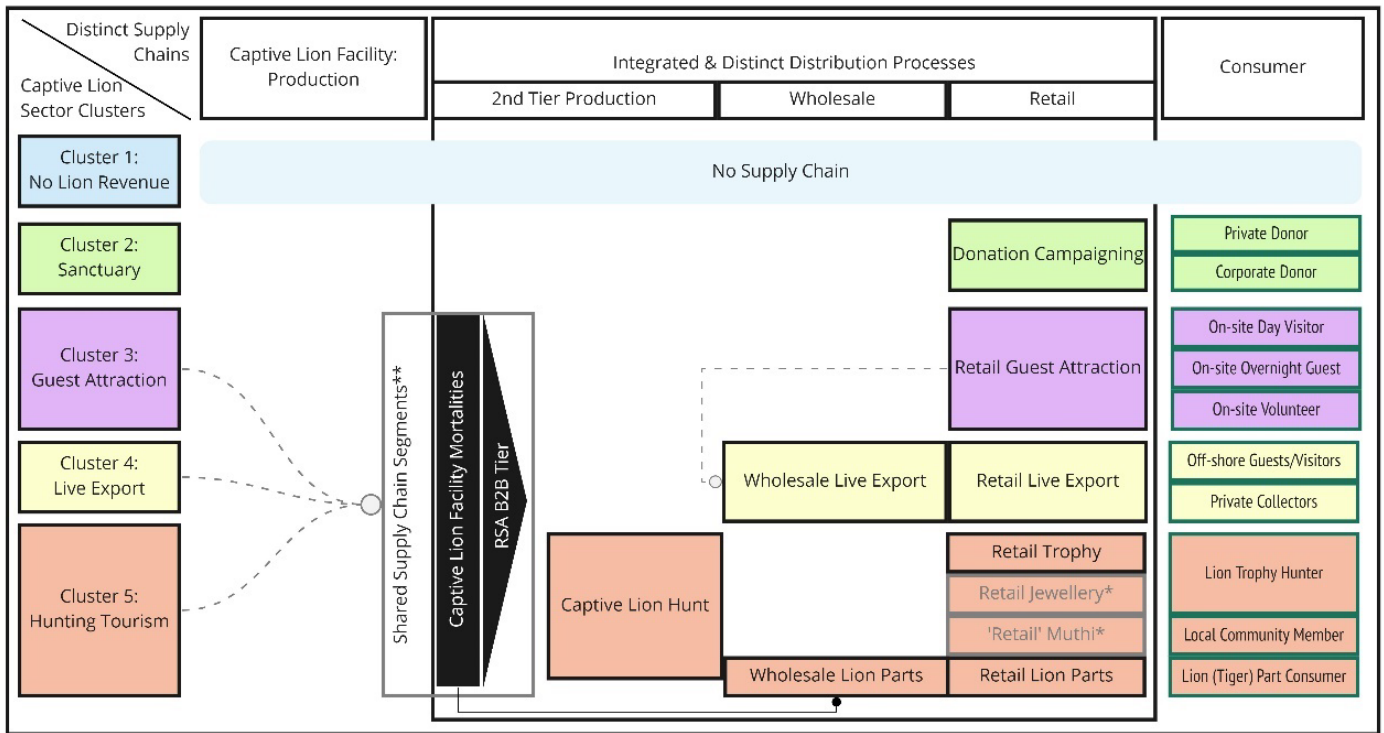 Distinct Supply
Chains
Captive Lion
Sector Clusters
Captive Lion Facility:
Production
Integrated & Distinct Distribution Processes
2nd Tier Production
Wholesale
Retail
Consumer
Cluster 1:
No Lion Revenue
No Supply Chain
Cluster 2:
Sanctuary
Donation Campaigning
Private Donor
Corporate Donor
Cluster 3:
Guest Attraction
Retail Guest Attraction
On-site Day Visitor
On-site Overnight Guest
On-site Volunteer
Cluster 4:
Live Export
Wholesale Live Export
Retail Live Export
Off-shore Guests/Visitors
Private Collectors
Cluster 5:
Hunting Tourism
Shared Supply Chain Segments**
Captive Lion Facility Mortalities
RSA B2B Tier
Captive Lion Hunt
Retail Trophy
Retail Jewellery*
'Retail' Muthi*
Wholesale Lion Parts
Retail Lion Parts
Lion Trophy Hunter
Local Community Member
Lion (Tiger) Part Consumer